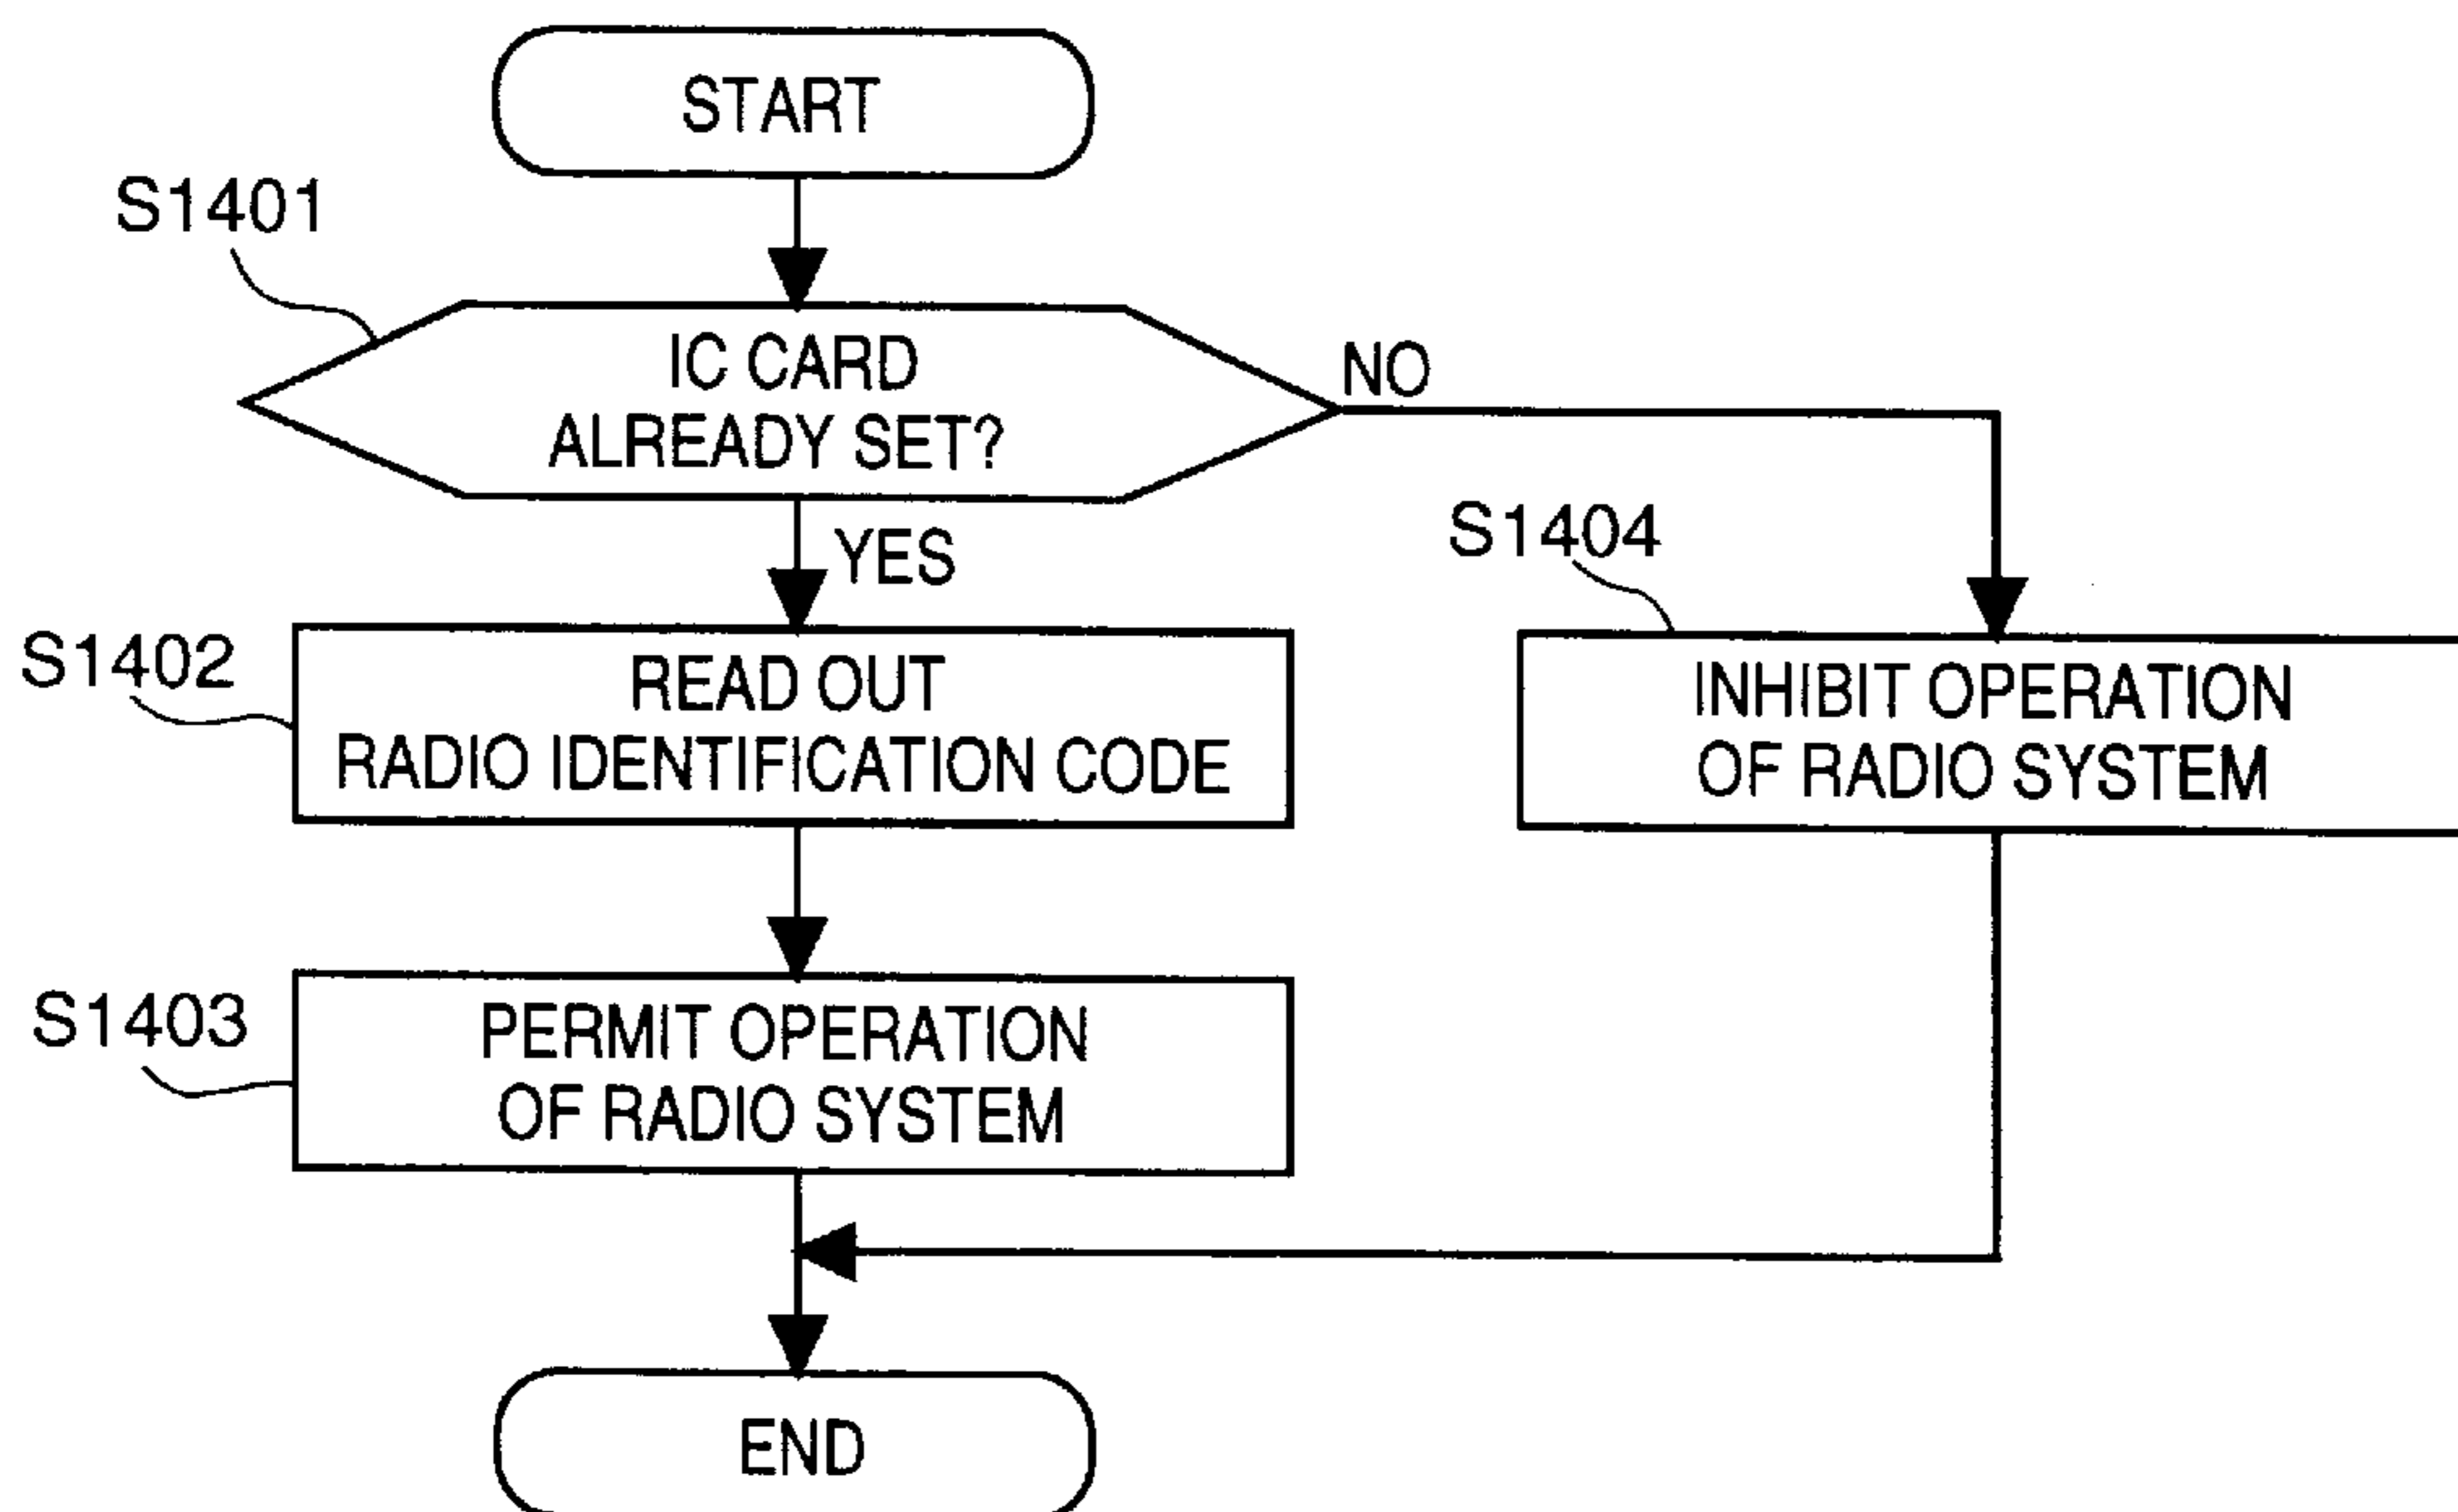 START
S1401
IC CARD
ALREADY SET?
NO
YES
S1404
S1402
READ OUT
RADIO IDENTIFICATION CODE
INHIBIT OPERATION
OF RADIO SYSTEM
S1403
PERMIT OPERATION
OF RADIO SYSTEM
END